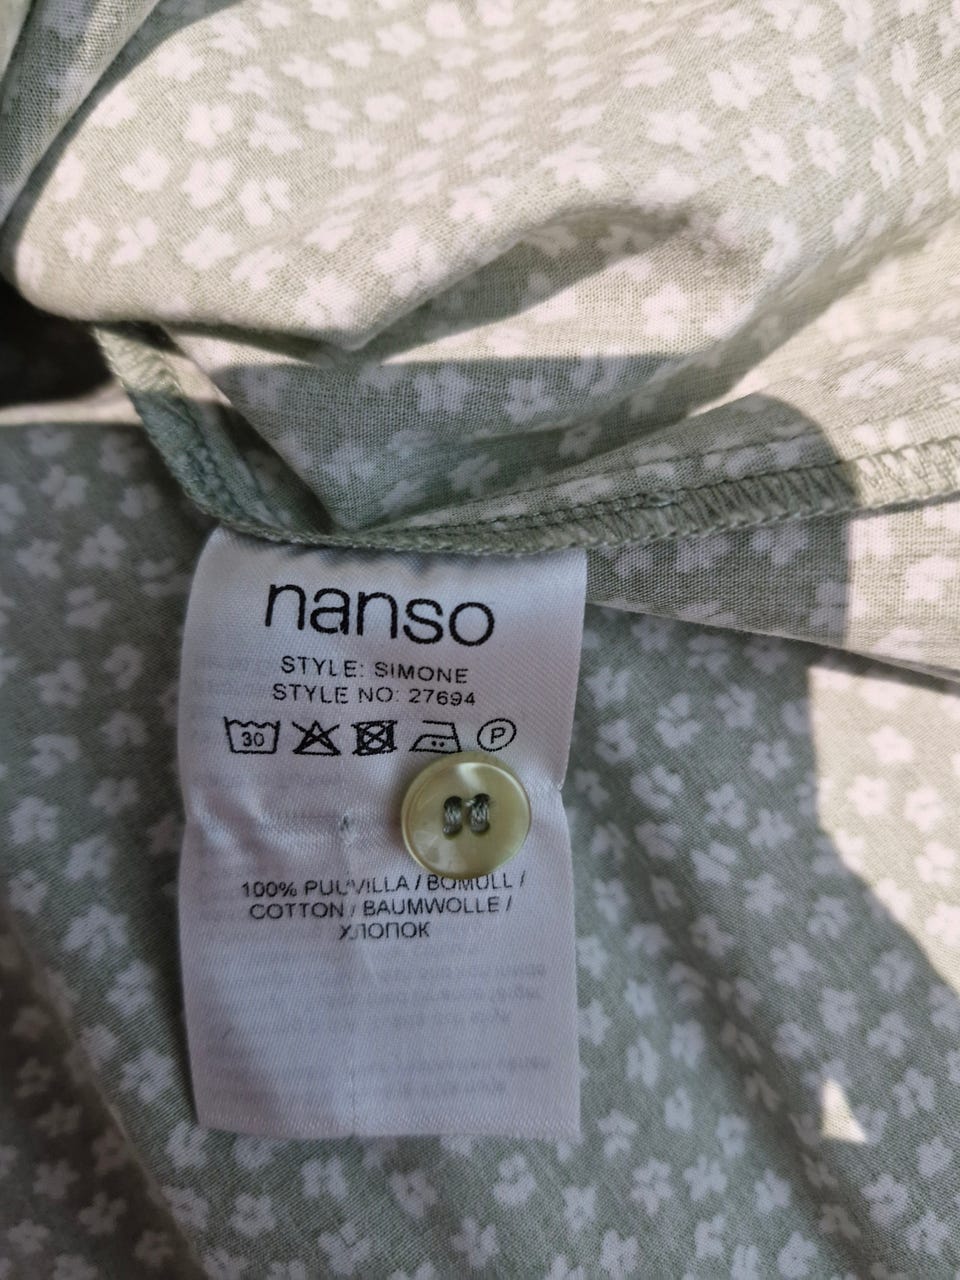 nanso
STYLE: SIMONE
STYLE NO: 27694
30 P
100% PUUVILLA / BOMULL /
COTTON / BAUMWOLLE /
ХЛОПОК